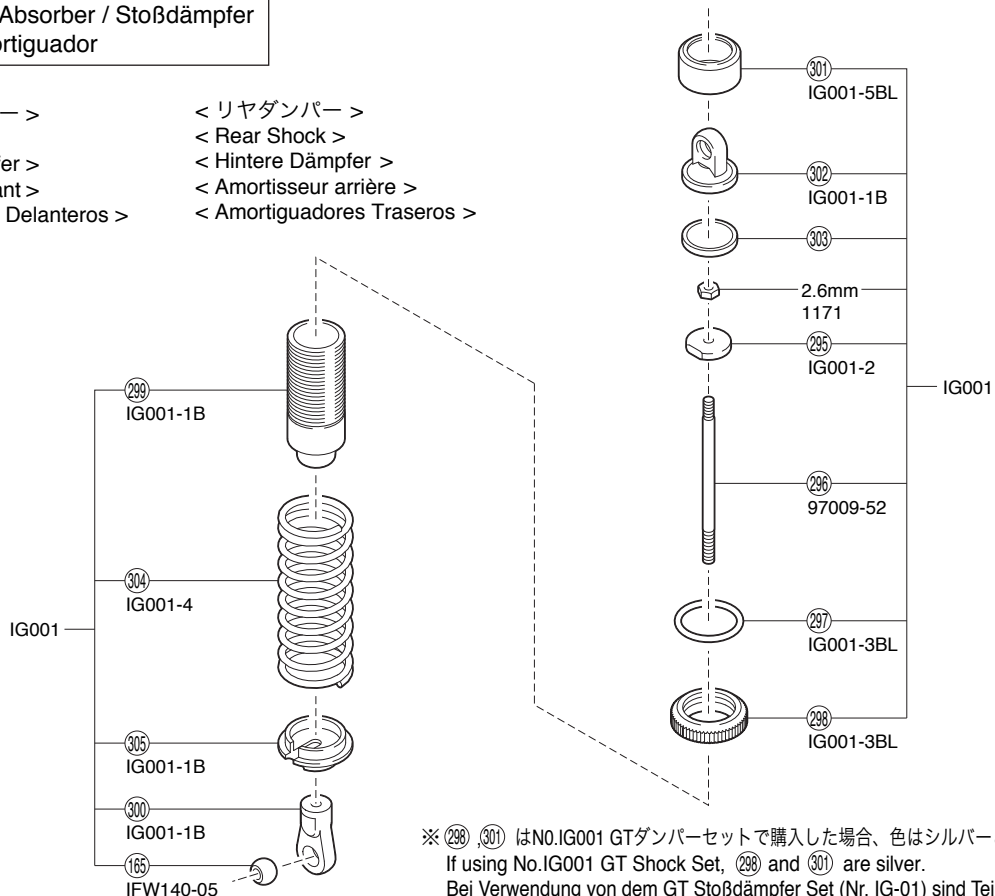 Absorber / Stoßdämpfer
ortiguador
ー >
er >
ant >
Delanteros >
< リヤダンパー >
< Rear Shock >
< Hintere Dämpfer >
< Amortisseur arrière >
< Amortiguadores Traseros >
299
IG001-1B
304
IG001-4
IG001
305
IG001-1B
300
IG001-1B
165
IFW140-05
301
IG001-5BL
302
IG001-1B
303
2.6mm
1171
295
IG001-2
IG001
296
97009-52
297
IG001-3BL
298
IG001-3BL
※ 298 , 301 はN0.IG001 GTダンパーセットで購入した場合、色はシルバー
If using No.IG001 GT Shock Set, 298 and 301 are silver.
Bei Verwendung von dem GT Stoßdämpfer Set (Nr. IG-01) sind Tei